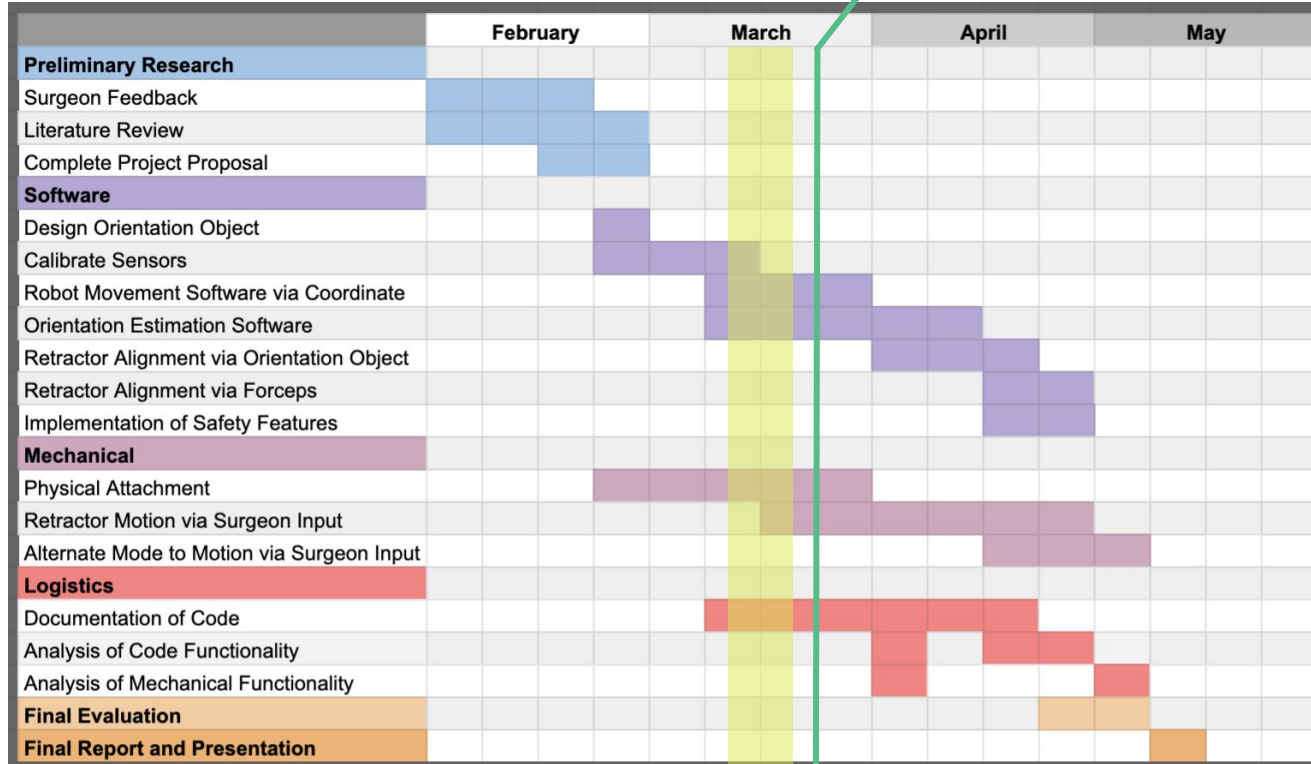 February March April May
Preliminary Research
Surgeon Feedback
Literature Review
Complete Project Proposal
Software
Design Orientation Object
Calibrate Sensors
Robot Movement Software via Coordinate
Orientation Estimation Software
Retractor Alignment via Orientation Object
Retractor Alignment via Forceps
Implementation of Safety Features
Mechanical
Physical Attachment
Retractor Motion via Surgeon Input
Alternate Mode to Motion via Surgeon Input
Logistics
Documentation of Code
Analysis of Code Functionality
Analysis of Mechanical Functionality
Final Evaluation
Final Report and Presentation